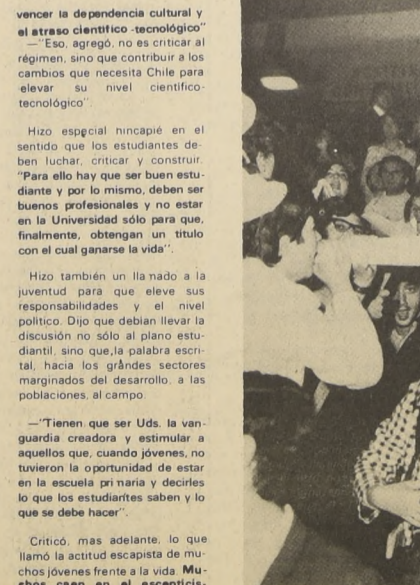 vencer la dependencia cultural y
el atraso científico -tecnológico"
—"Eso, agregó, no es criticar al
régimen, sino que contribuir a los
cambios que necesita Chile para
elevar su nivel científico-
tecnológico".
Hizo especial hincapié en el
sentido que los estudiantes de-
ben luchar, criticar y construir.
"Para ello hay que ser buen estu-
diante y por lo mismo, deben ser
buenos profesionales y no estar
en la Universidad sólo para que,
finalmente, obtengan un título
con el cual ganarse la vida".
Hizo también un llamado a la
juventud para que eleve sus
responsabilidades y el nivel
político. Dijo que debían llevar la
discusión no sólo al plano estu-
diantil, sino que,la palabra escri-
tal, hacia los grandes sectores
marginados del desarrollo, a las
poblaciones, al campo.
—"Tienen que ser Uds. la van-
guardia creadora y estimular a
aquellos que, cuando jóvenes, no
tuvieron la oportunidad de estar
en la escuela primaria y decirles
lo que los estudiantes saben y lo
que se debe hacer".
Criticó, mas adelante, lo que
llamó la actitud escapista de mu-
chos jóvenes frente a la vida. Mu-
chos caen en el escepticis-